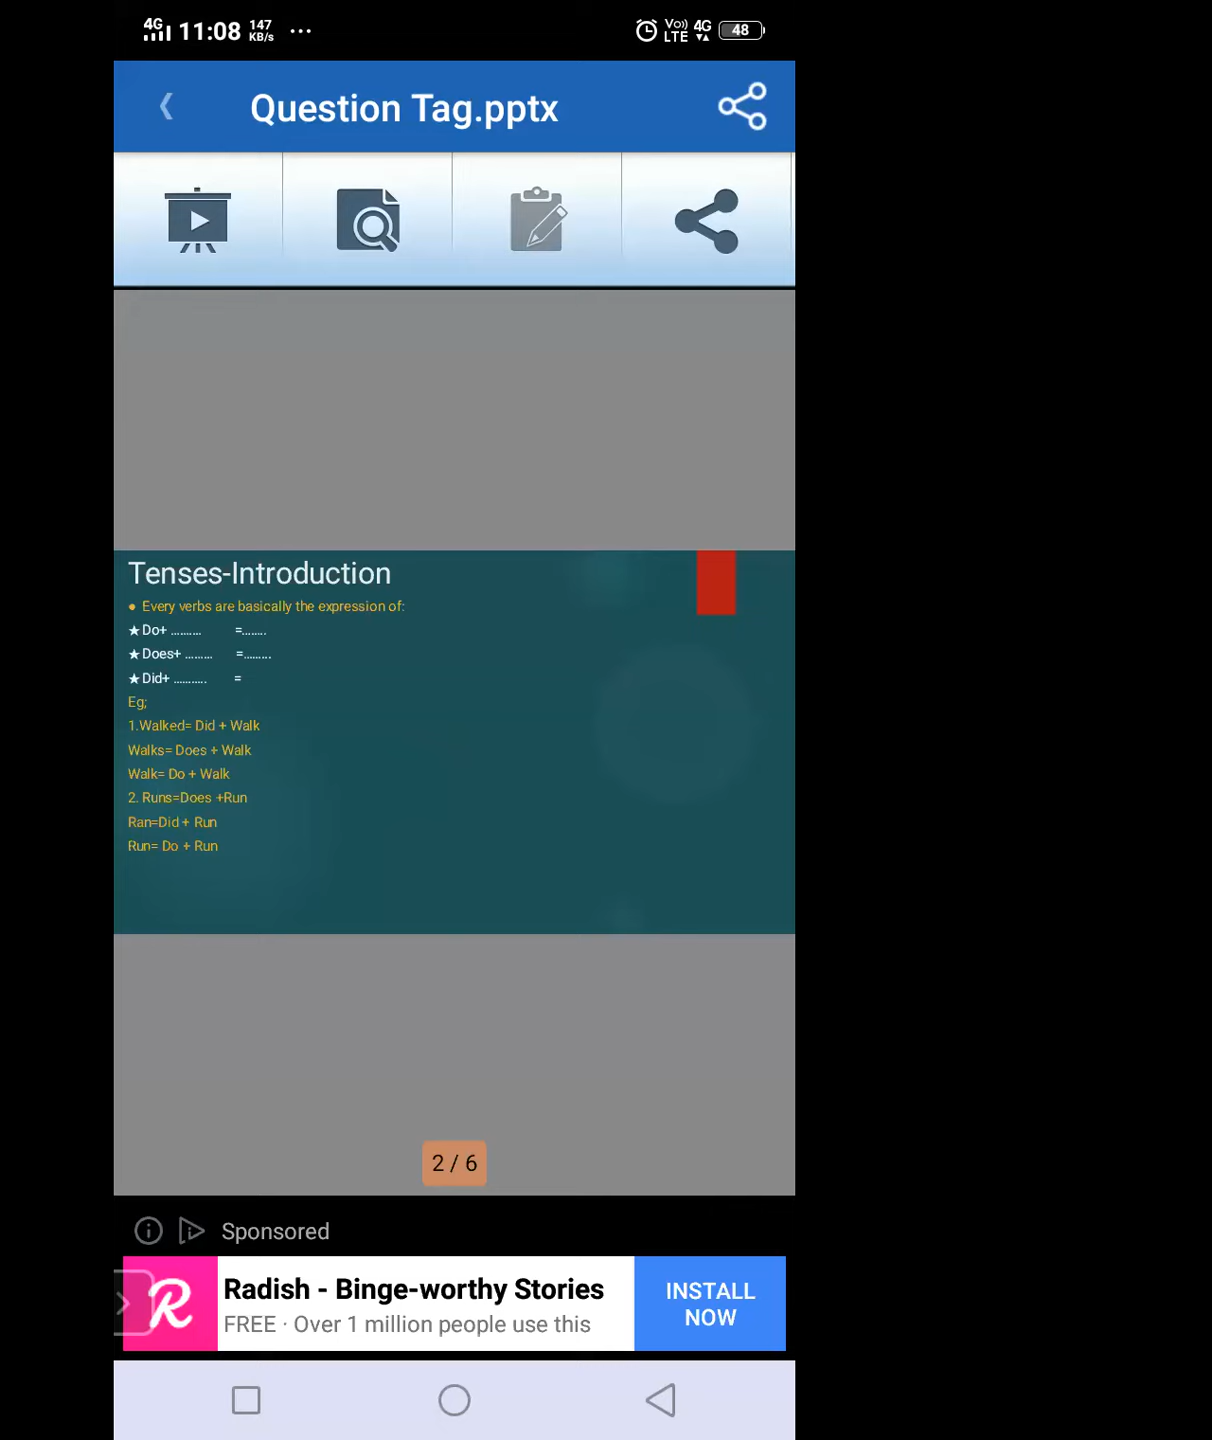 4G 11:08 147 KB/s ... Vo)) LTE 4G 48
Question Tag.pptx
Tenses-Introduction
● Every verbs are basically the expression of:
★Do+ .......... =........
★Does+ ......... =.........
★Did+ ........... =
Eg;
1.Walked= Did + Walk
Walks= Does + Walk
Walk= Do + Walk
2. Runs=Does +Run
Ran=Did + Run
Run= Do + Run
2 / 6
Sponsored
R
Radish - Binge-worthy Stories
FREE · Over 1 million people use this
INSTALL
NOW